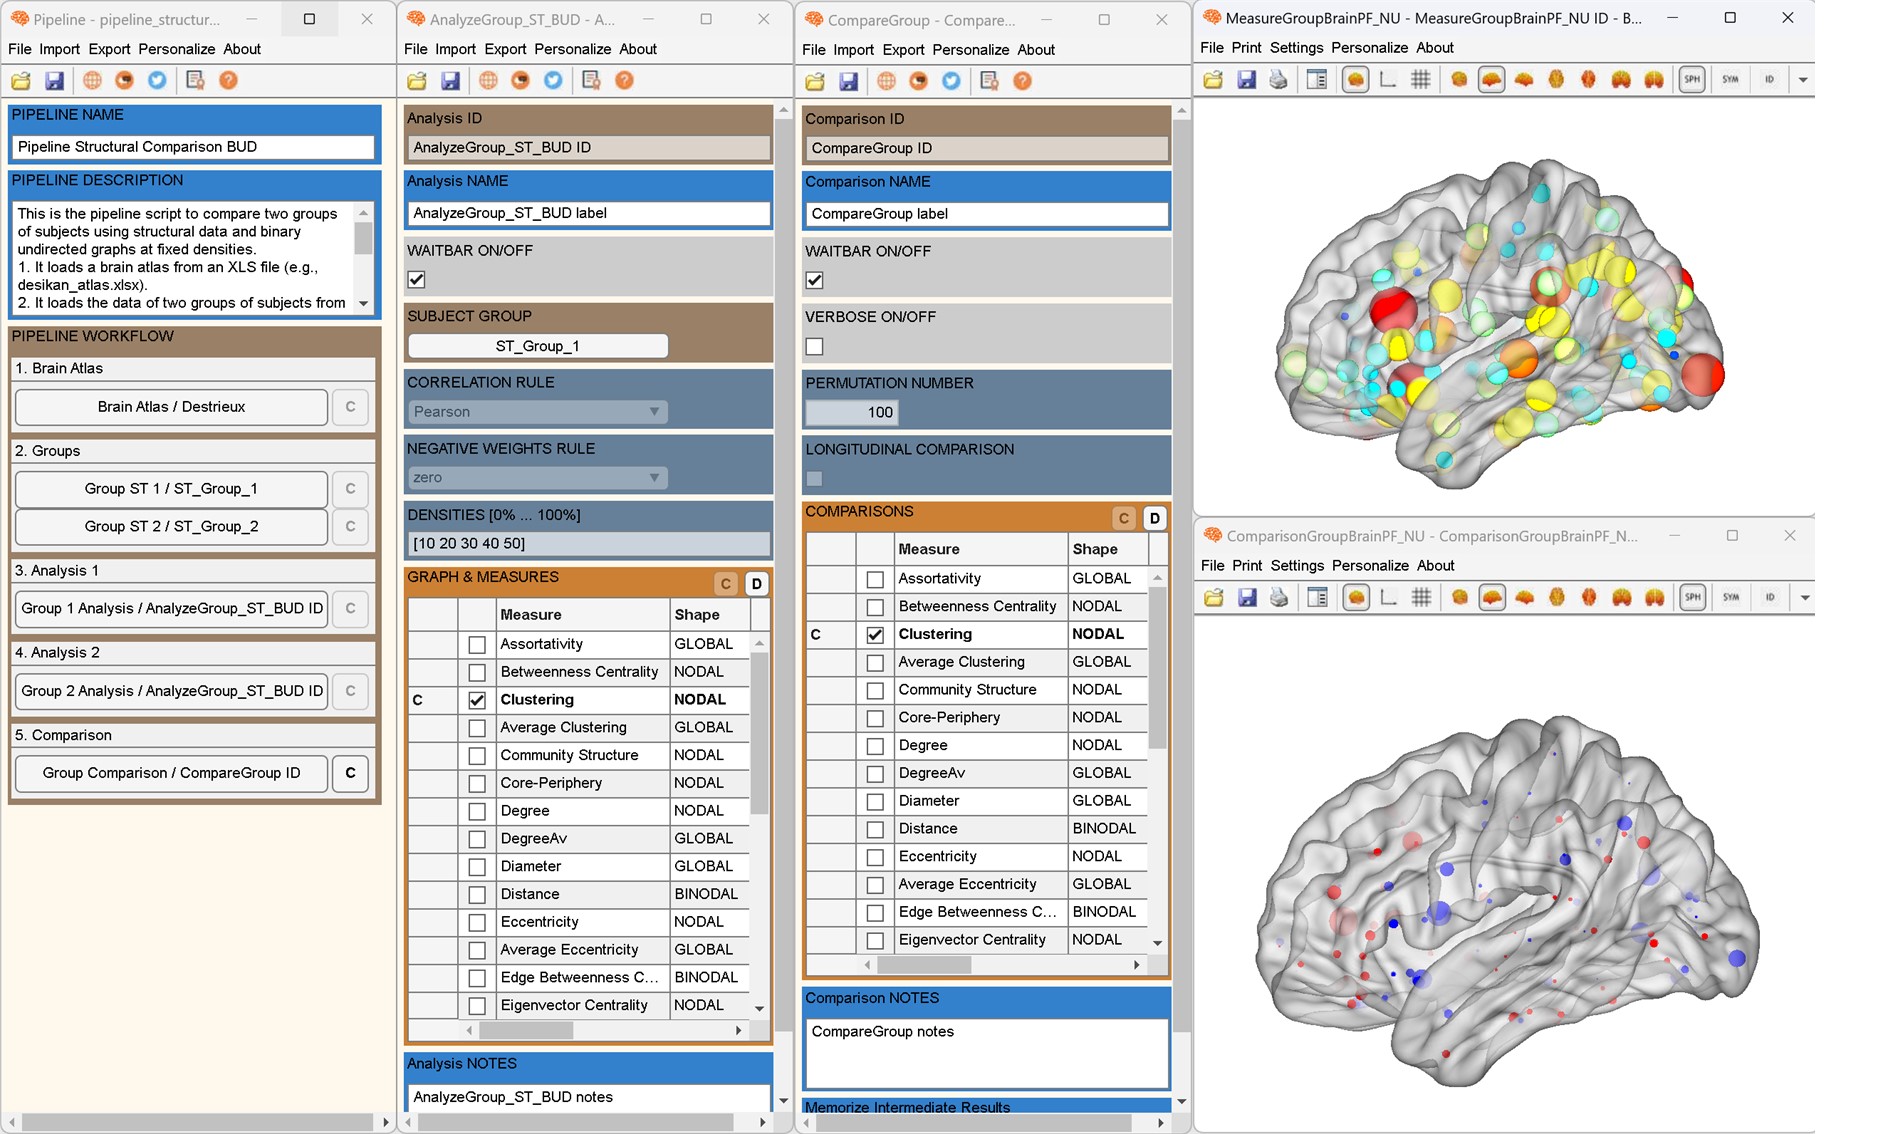 Pipeline - pipeline_structur...
File Import Export Personalize About
PIPELINE NAME
Pipeline Structural Comparison BUD
PIPELINE DESCRIPTION
This is the pipeline script to compare two groups
of subjects using structural data and binary
undirected graphs at fixed densities.
1. It loads a brain atlas from an XLS file (e.g.,
desikan_atlas.xlsx).
2. It loads the data of two groups of subjects from
PIPELINE WORKFLOW
1. Brain Atlas
Brain Atlas / Destrieux C
2. Groups
Group ST 1 / ST_Group_1 C
Group ST 2 / ST_Group_2 C
3. Analysis 1
Group 1 Analysis / AnalyzeGroup_ST_BUD ID C
4. Analysis 2
Group 2 Analysis / AnalyzeGroup_ST_BUD ID C
5. Comparison
Group Comparison / CompareGroup ID C
AnalyzeGroup_ST_BUD - A...
File Import Export Personalize About
Analysis ID
AnalyzeGroup_ST_BUD ID
Analysis NAME
AnalyzeGroup_ST_BUD label
WAITBAR ON/OFF
SUBJECT GROUP
ST_Group_1
CORRELATION RULE
Pearson
NEGATIVE WEIGHTS RULE
zero
DENSITIES [0% ... 100%]
[10 20 30 40 50]
GRAPH & MEASURES C D
Measure Shape
Assortativity GLOBAL
Betweenness Centrality NODAL
C Clustering NODAL
Average Clustering GLOBAL
Community Structure NODAL
Core-Periphery NODAL
Degree NODAL
DegreeAv GLOBAL
Diameter GLOBAL
Distance BINODAL
Eccentricity NODAL
Average Eccentricity GLOBAL
Edge Betweenness C... BINODAL
Eigenvector Centrality NODAL
Analysis NOTES
AnalyzeGroup_ST_BUD notes
CompareGroup - Compare...
File Import Export Personalize About
Comparison ID
CompareGroup ID
Comparison NAME
CompareGroup label
WAITBAR ON/OFF
VERBOSE ON/OFF
PERMUTATION NUMBER
100
LONGITUDINAL COMPARISON
COMPARISONS C D
Measure Shape
Assortativity GLOBAL
Betweenness Centrality NODAL
C Clustering NODAL
Average Clustering GLOBAL
Community Structure NODAL
Core-Periphery NODAL
Degree NODAL
DegreeAv GLOBAL
Diameter GLOBAL
Distance BINODAL
Eccentricity NODAL
Average Eccentricity GLOBAL
Edge Betweenness C... BINODAL
Eigenvector Centrality NODAL
Comparison NOTES
CompareGroup notes
Memorize Intermediate Results
MeasureGroupBrainPF_NU - MeasureGroupBrainPF_NU ID - B...
File Print Settings Personalize About
SPH SYM ID
ComparisonGroupBrainPF_NU - ComparisonGroupBrainPF_N...
File Print Settings Personalize About
SPH SYM ID